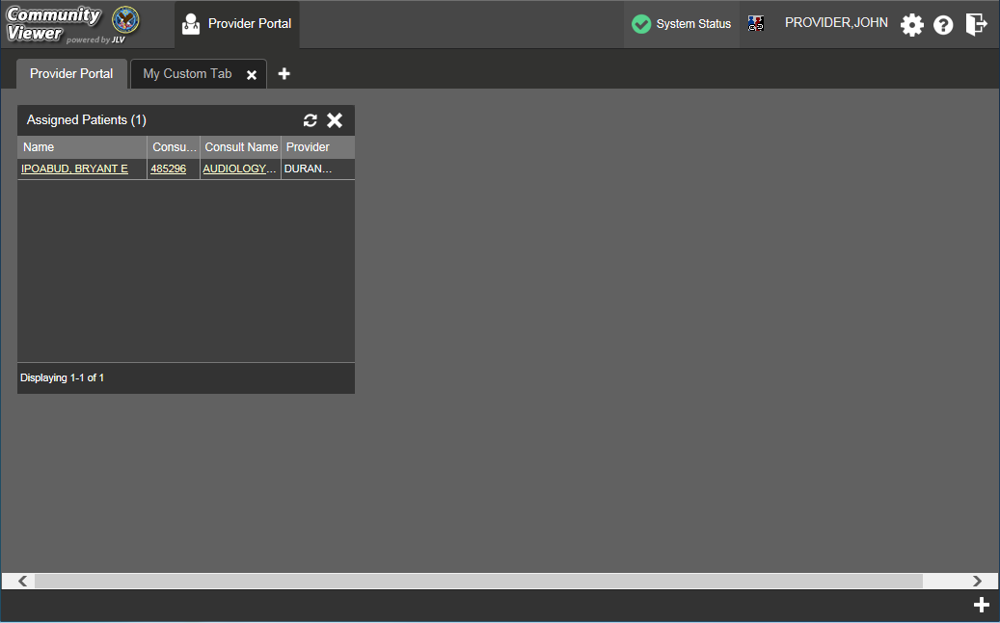 Community
Viewer powered by JLV
Provider Portal
System Status
PROVIDER,JOHN
Provider Portal
My Custom Tab
Assigned Patients (1)
Name Consu... Consult Name Provider
IPOABUD, BRYANT E 485296 AUDIOLOGY... DURAN...
Displaying 1-1 of 1